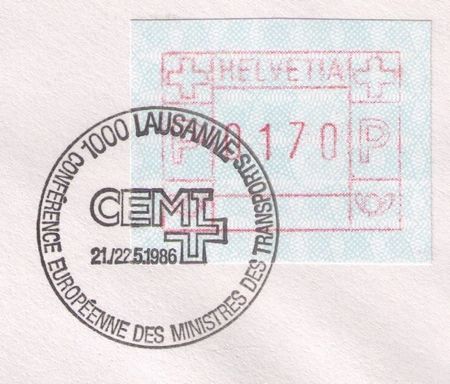 HELVETIA
P 0170 P
1000 LAUSANNE
CONFÉRENCE EUROPÉENNE DES MINISTRES DES TRANSPORTS
CEMT
21./22.5.1986